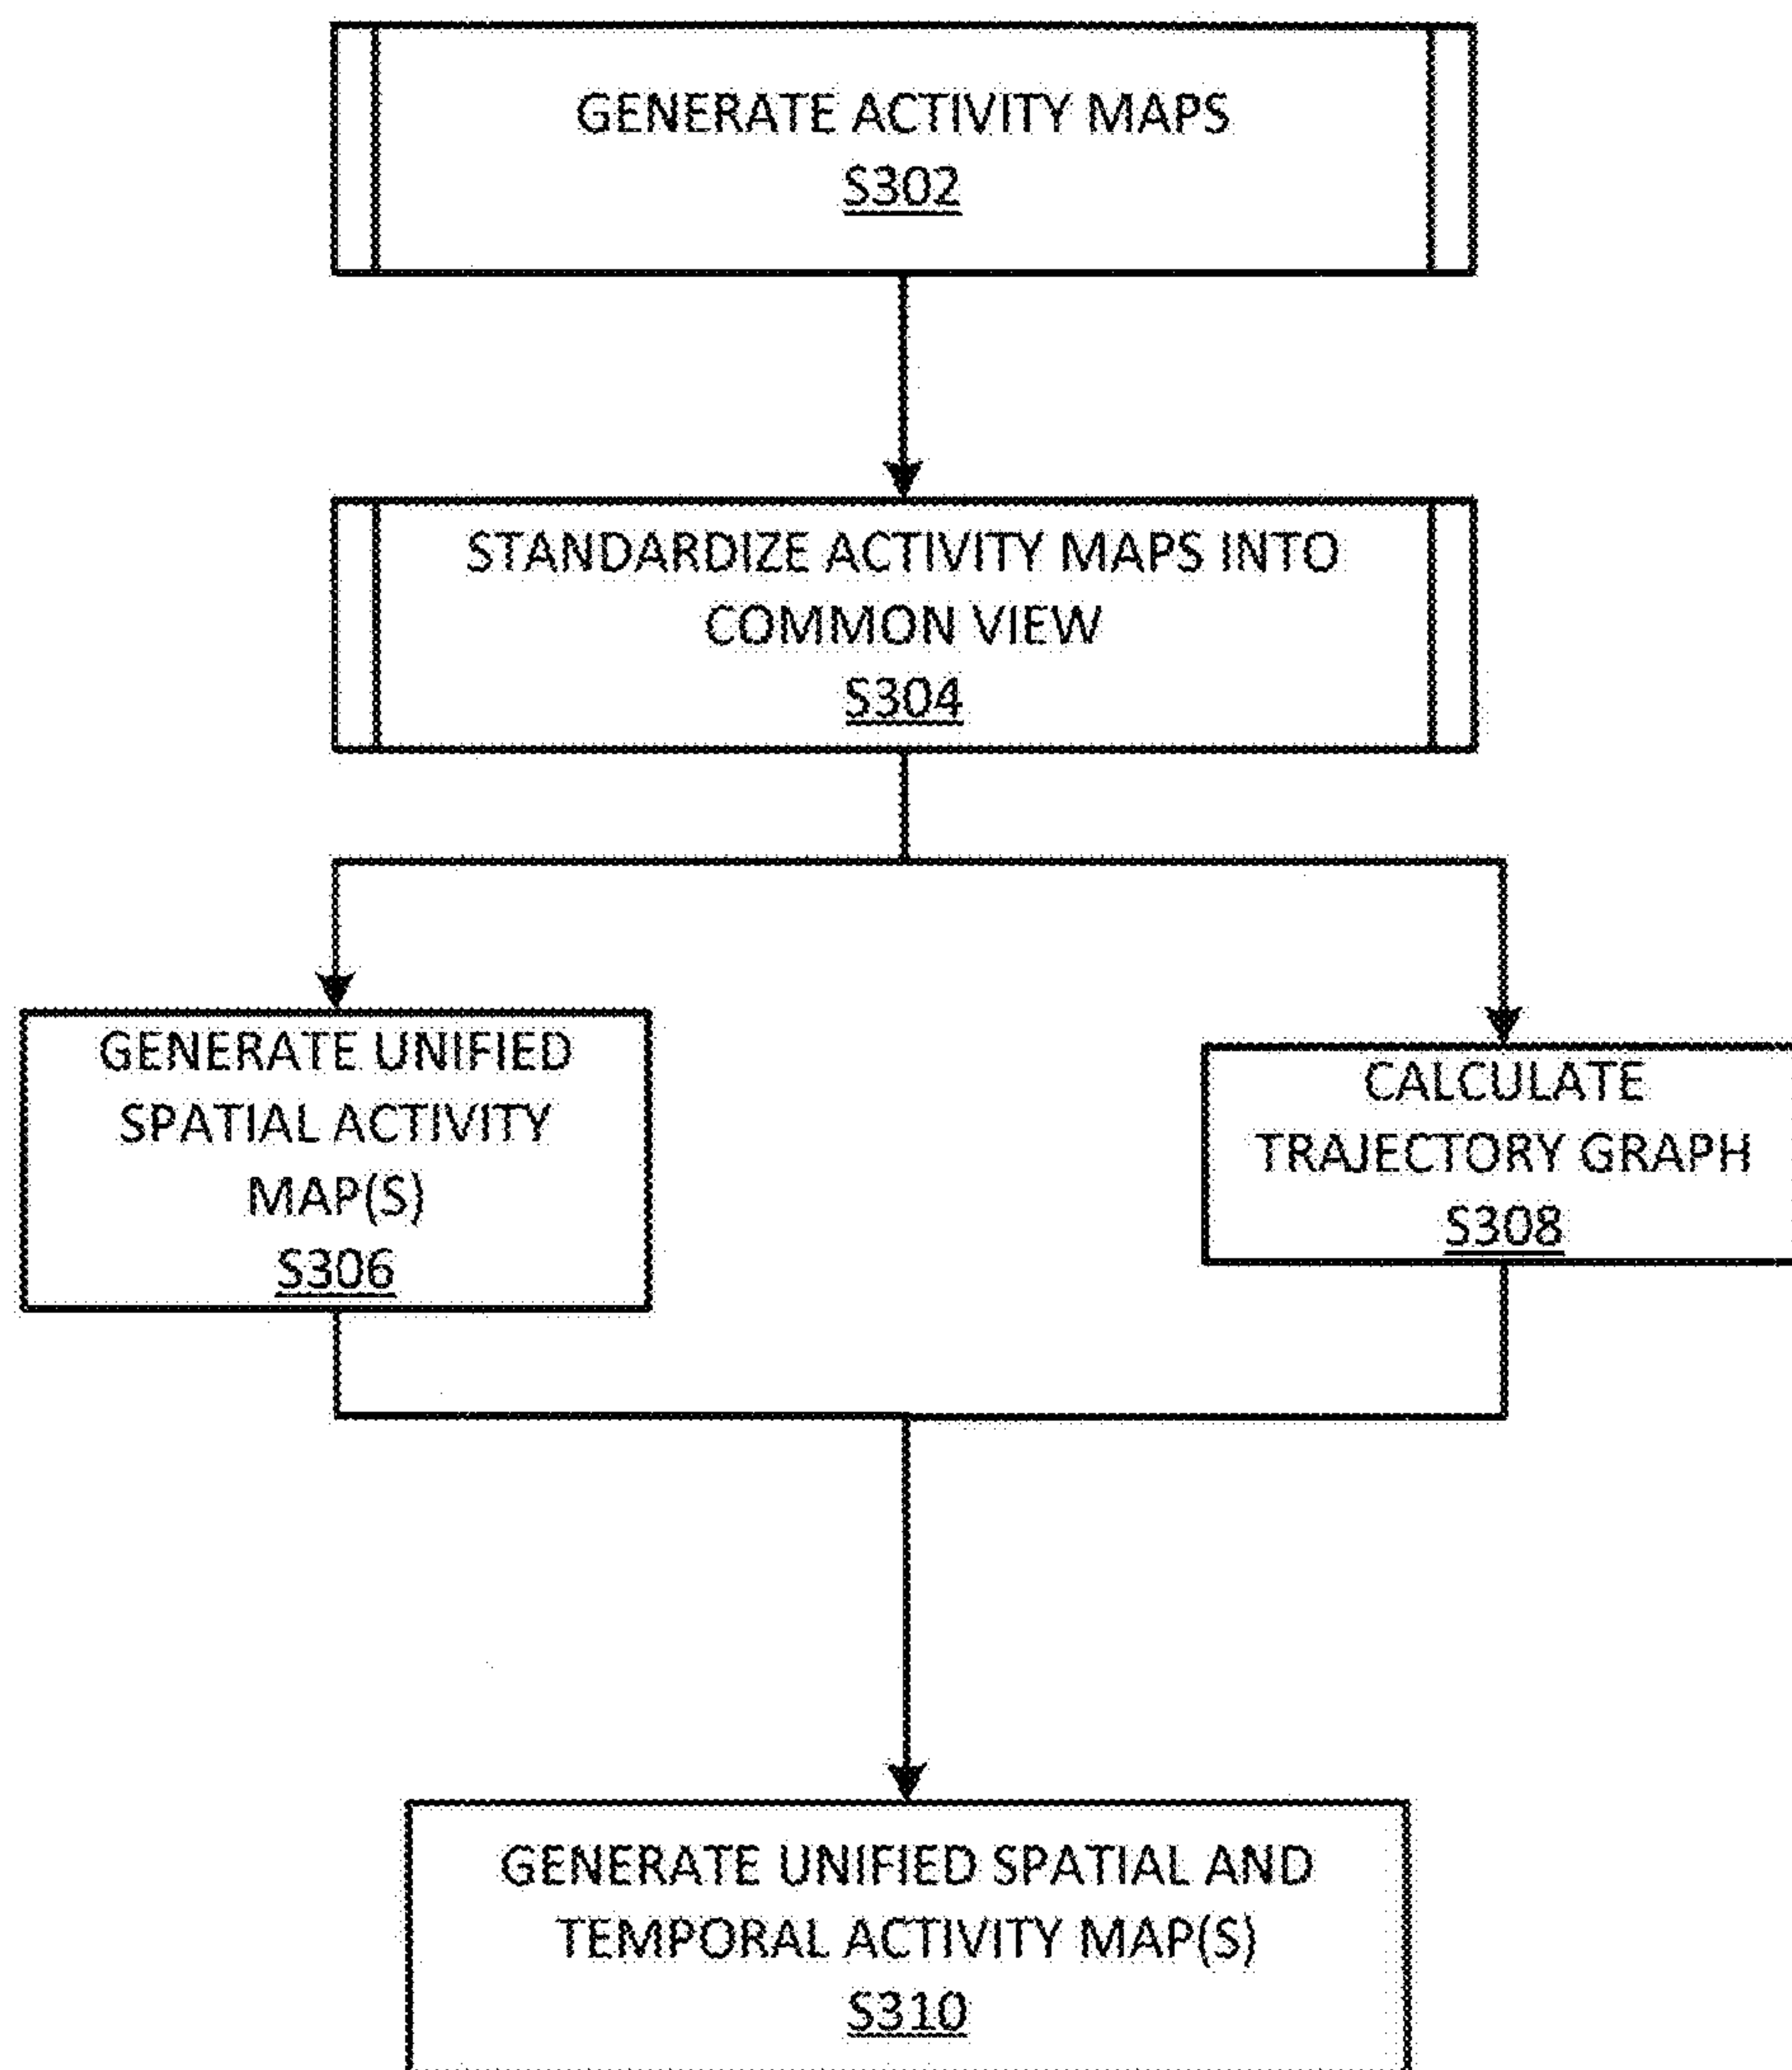 GENERATE ACTIVITY MAPS
S302
STANDARDIZE ACTIVITY MAPS INTO
COMMON VIEW
S304
GENERATE UNIFIED
SPATIAL ACTIVITY
MAP(S)
S306
CALCULATE
TRAJECTORY GRAPH
S308
GENERATE UNIFIED SPATIAL AND
TEMPORAL ACTIVITY MAP(S)
S310